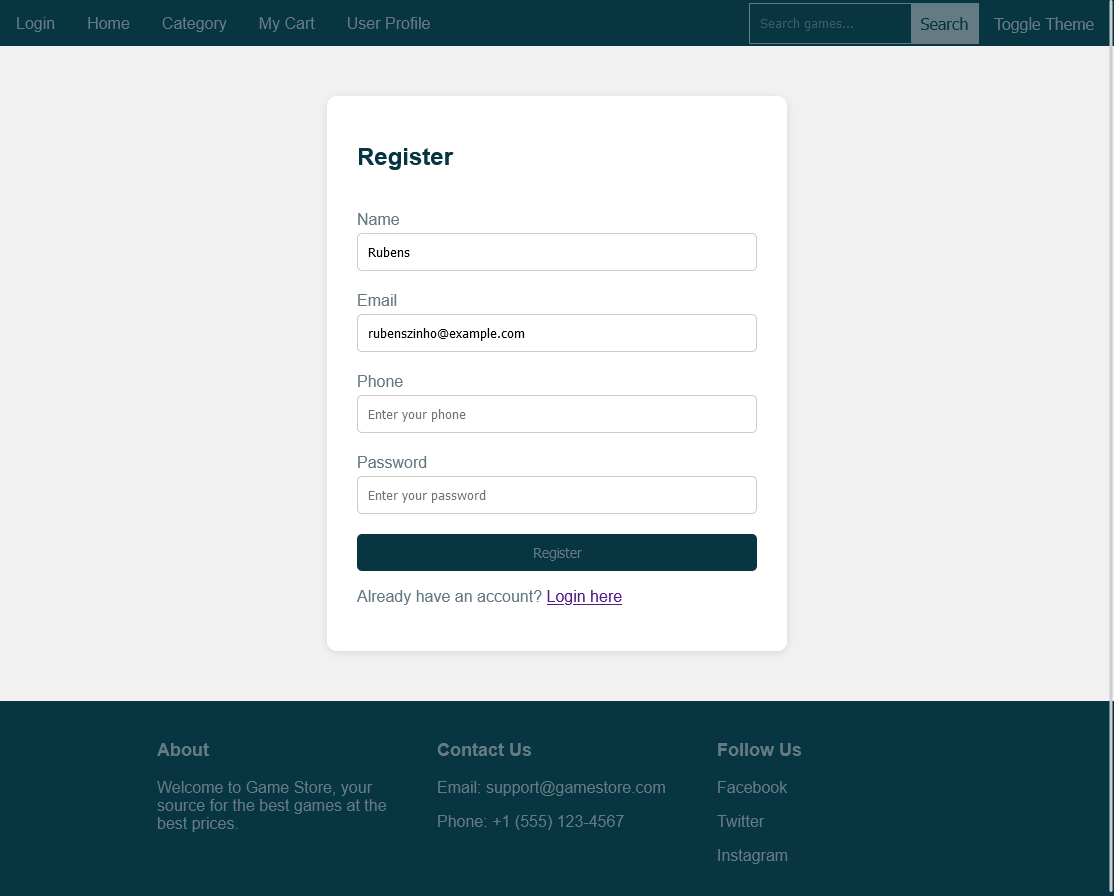 Login Home Category My Cart User Profile Search games... Search Toggle Theme
Register
Name
Rubens
Email
rubenszinho@example.com
Phone
Enter your phone
Password
Enter your password
Register
Already have an account? Login here
About
Welcome to Game Store, your
source for the best games at the
best prices.
Contact Us
Email: support@gamestore.com
Phone: +1 (555) 123-4567
Follow Us
Facebook
Twitter
Instagram